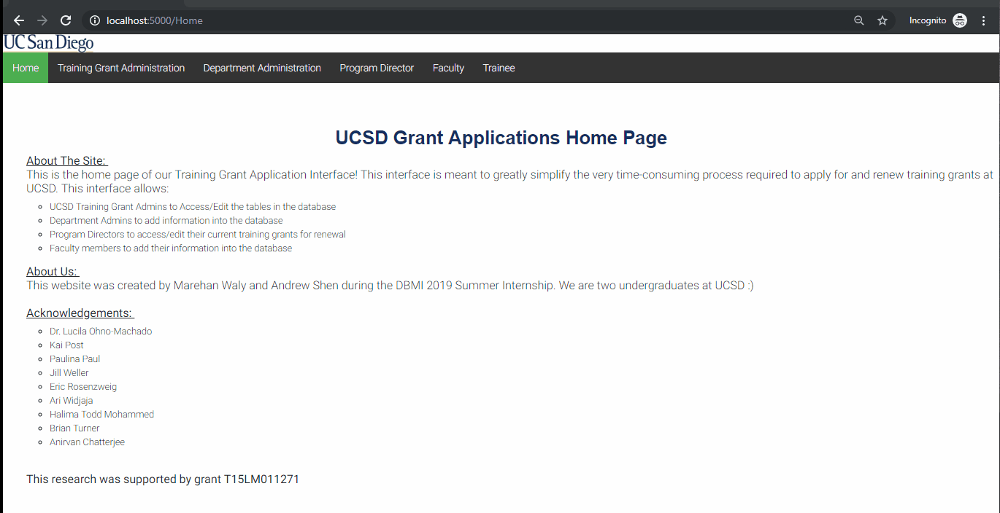 localhost:5000/Home
Incognito
UC San Diego
Home Training Grant Administration Department Administration Program Director Faculty Trainee
UCSD Grant Applications Home Page
About The Site:
This is the home page of our Training Grant Application Interface! This interface is meant to greatly simplify the very time-consuming process required to apply for and renew training grants at
UCSD. This interface allows:
UCSD Training Grant Admins to Access/Edit the tables in the database
Department Admins to add information into the database
Program Directors to access/edit their current training grants for renewal
Faculty members to add their information into the database
About Us:
This website was created by Marehan Waly and Andrew Shen during the DBMI 2019 Summer Internship. We are two undergraduates at UCSD :)
Acknowledgements:
Dr. Lucila Ohno-Machado
Kai Post
Paulina Paul
Jill Weller
Eric Rosenzweig
Ari Widjaja
Halima Todd Mohammed
Brian Turner
Anirvan Chatterjee
This research was supported by grant T15LM011271